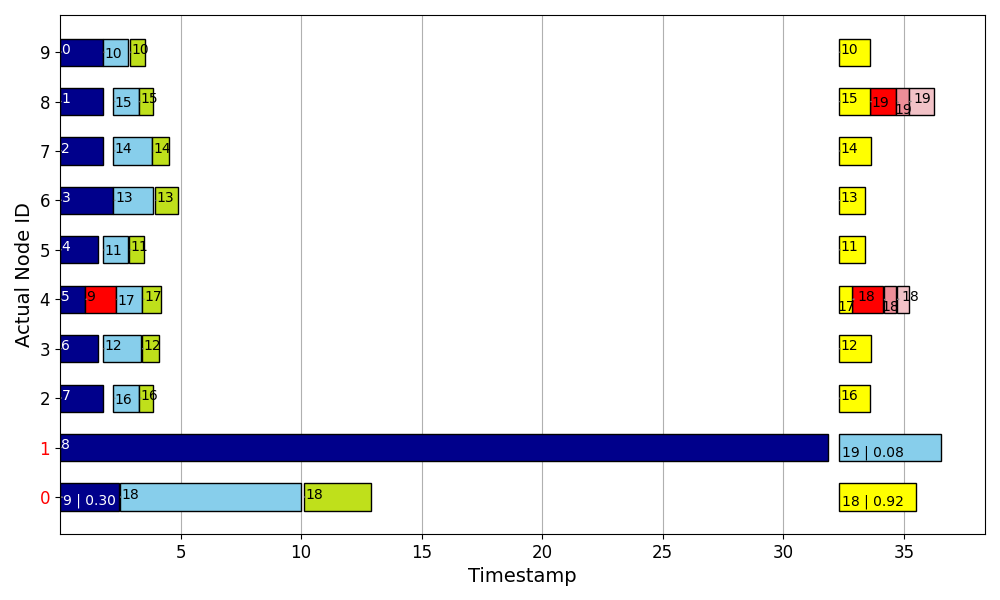 9 0 10 10 10
8 1 15 15 15 19 19 19
7 2 14 14 14
6 3 13 13 13
5 4 11 11 11
4 5 9 17 17 17 18 18 18
3 6 12 12 12
2 7 16 16 16
1 8 19 | 0.08
0 9 | 0.30 18 18 18 | 0.92
5 10 15 20 25 30 35
Timestamp
Actual Node ID